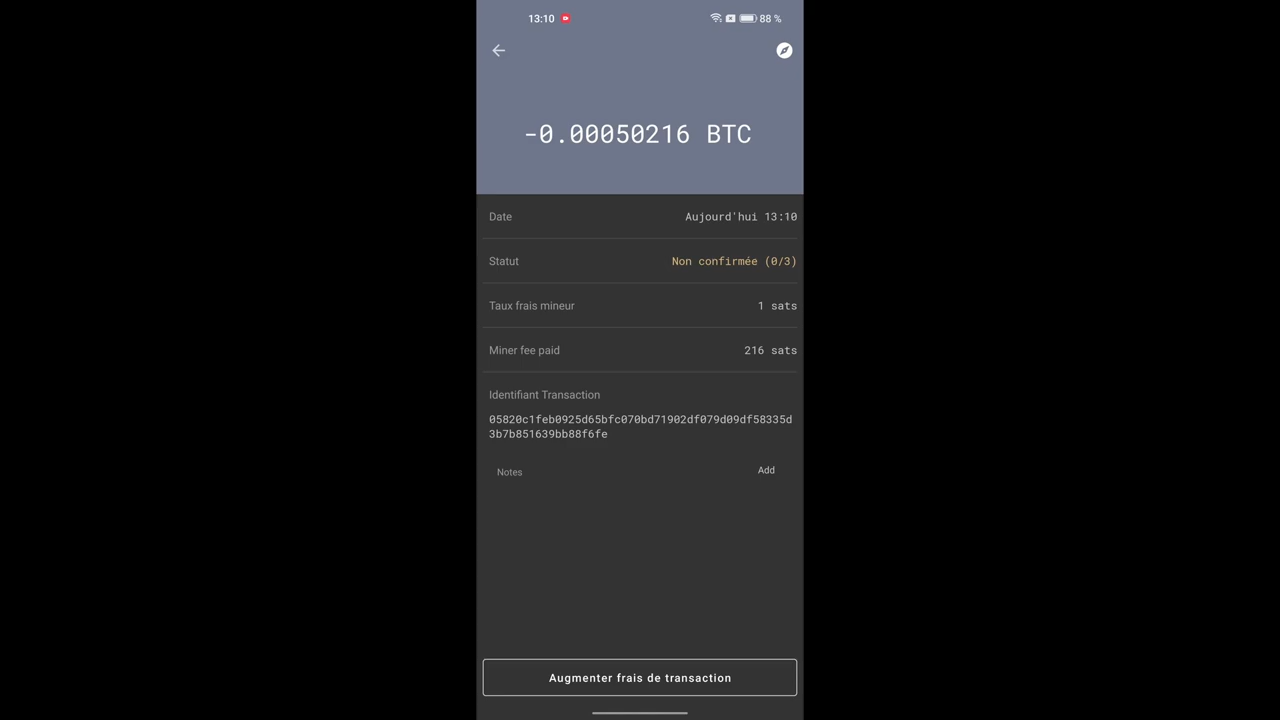 13:10 88 %
-0.00050216 BTC
Date Aujourd'hui 13:10
Statut Non confirmée (0/3)
Taux frais mineur 1 sats
Miner fee paid 216 sats
Identifiant Transaction
05820c1feb0925d65bfc070bd71902df079d09df58335d
3b7b851639bb88f6fe
Notes Add
Augmenter frais de transaction